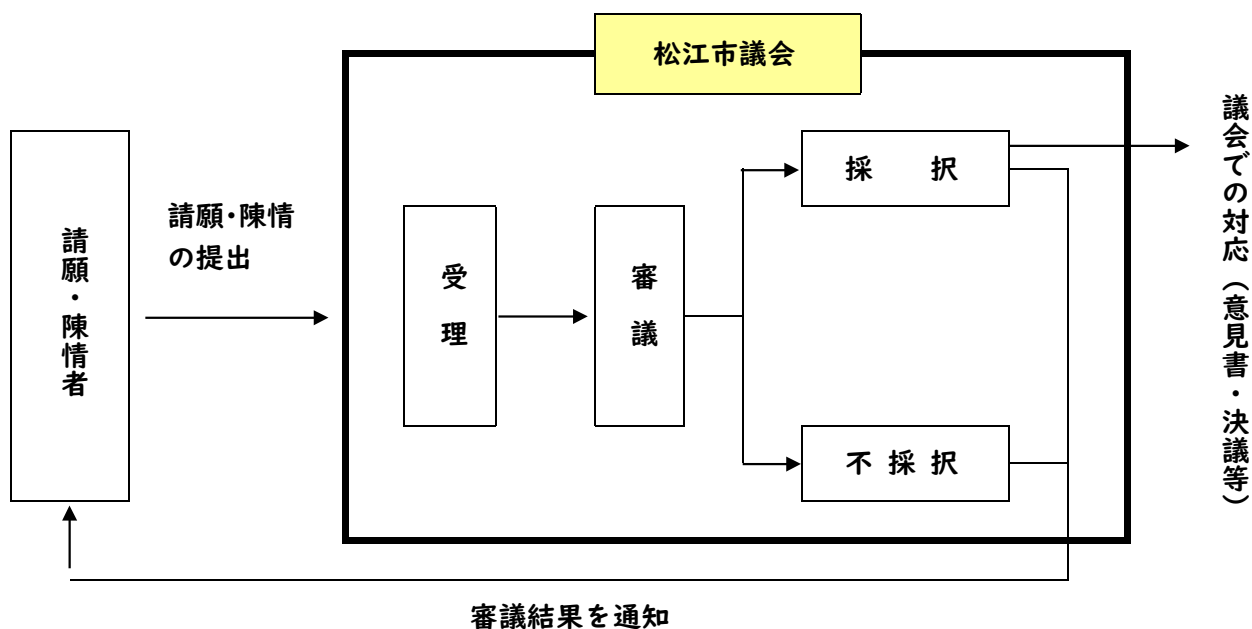 松江市議会
請願・陳情者
請願・陳情
の提出
受理
審議
採　択
不採択
議会での対応（意見書・決議等）
審議結果を通知